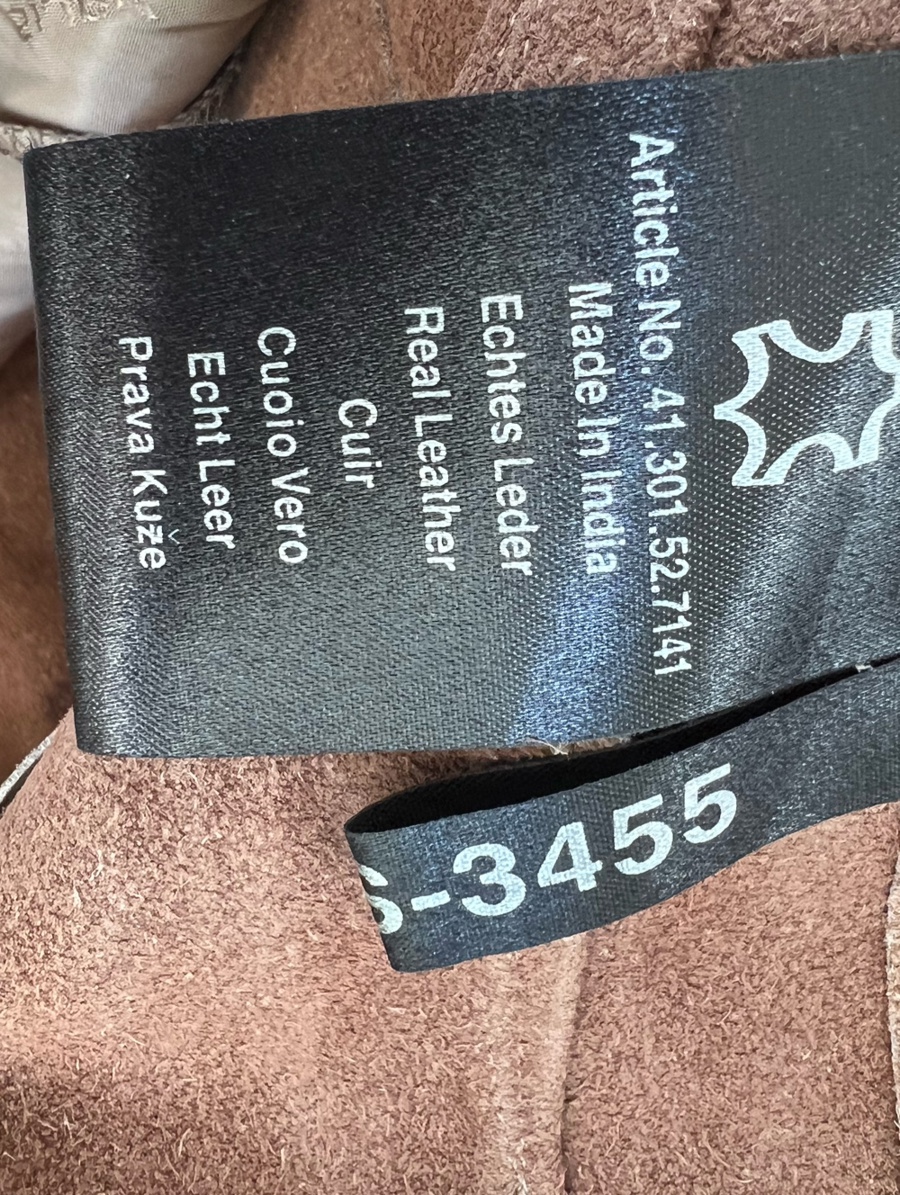 Article No. 41.301.52.7141
Made In India
Echtes Leder
Real Leather
Cuir
Cuoio Vero
Echt Leer
Prava Kuže
S-3455